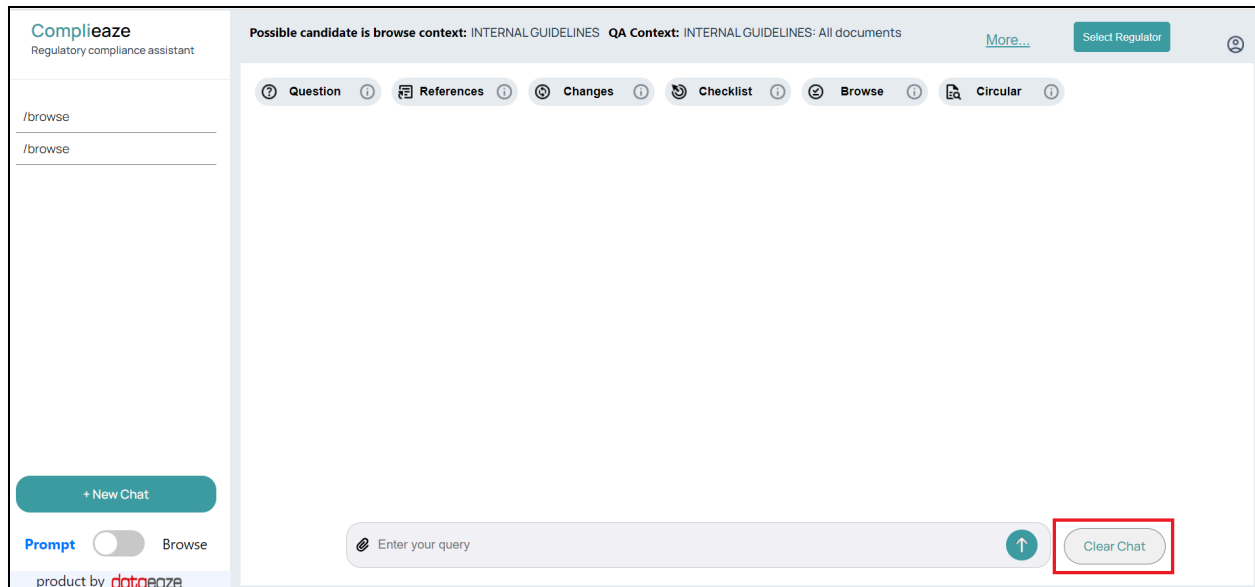 Complieaze
Regulatory compliance assistant
Possible candidate is browse context: INTERNAL GUIDELINES QA Context: INTERNAL GUIDELINES: All documents
More...
Select Regulator
Question
References
Changes
Checklist
Browse
Circular
/browse
/browse
+ New Chat
Prompt
Browse
Enter your query
Clear Chat
product by dataeaze